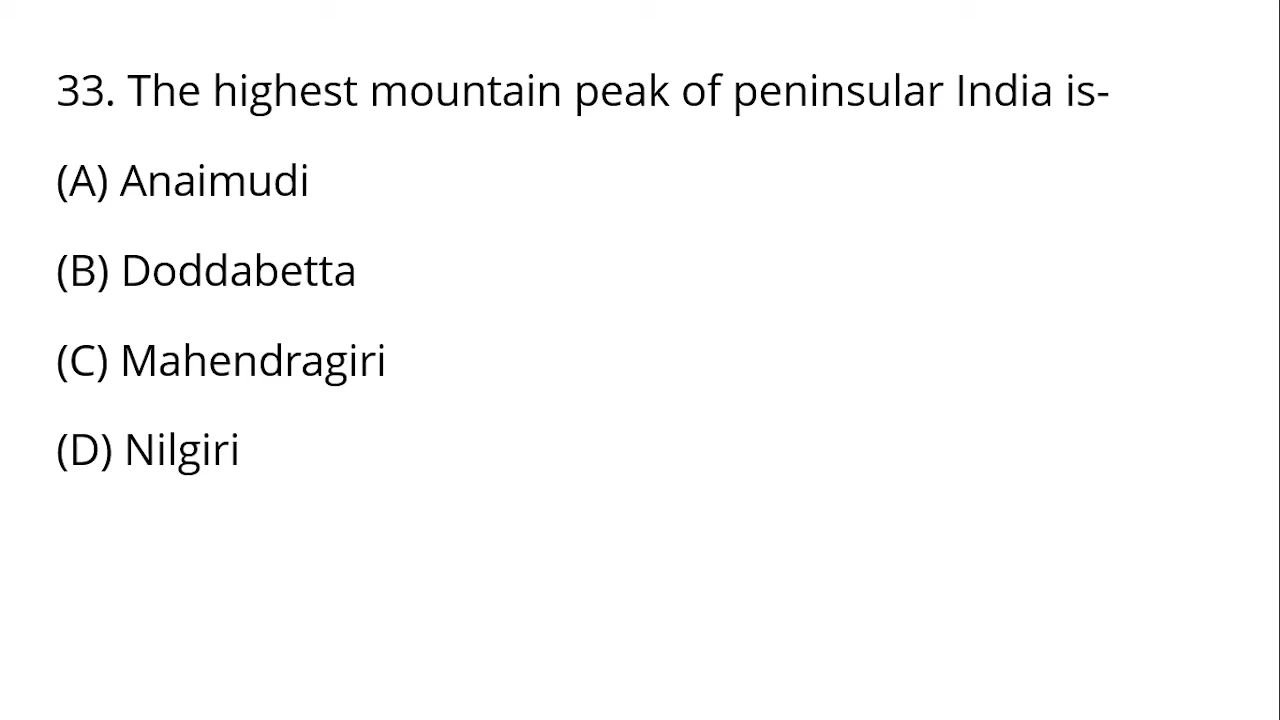 33. The highest mountain peak of peninsular India is-
(A) Anaimudi
(B) Doddabetta
(C) Mahendragiri
(D) Nilgiri